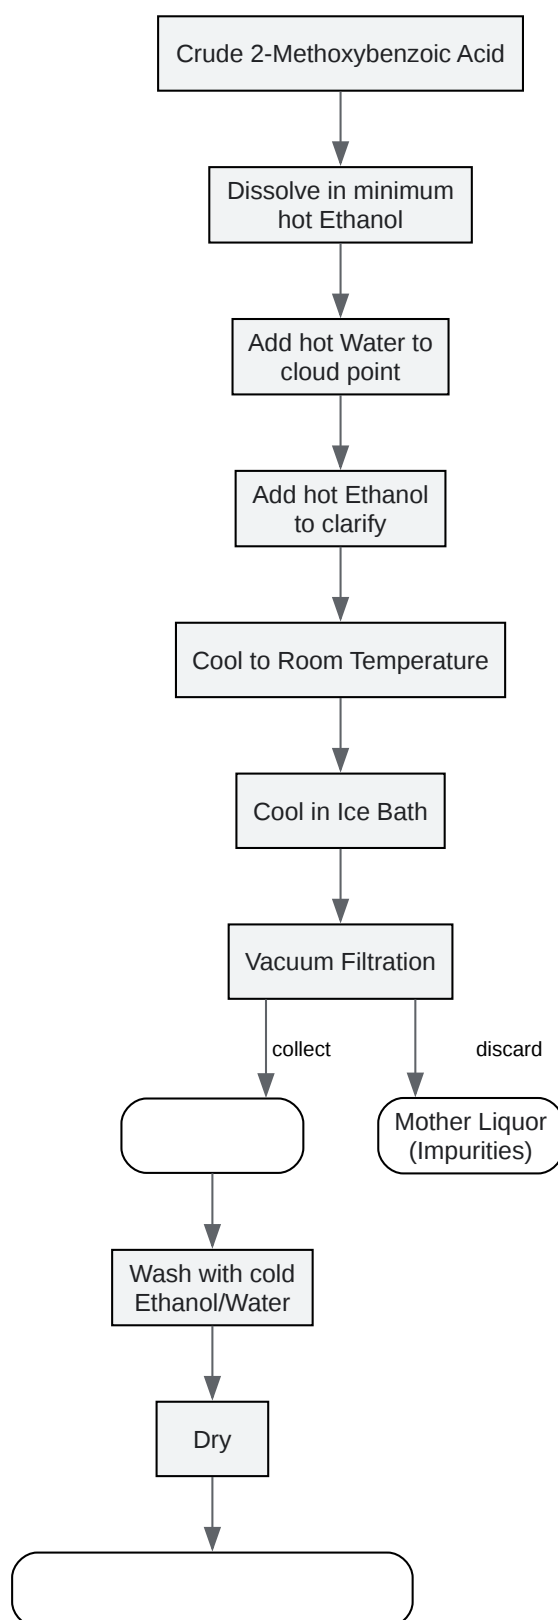 Crude 2-Methoxybenzoic Acid
Dissolve in minimum
hot Ethanol
Add hot Water to
cloud point
Add hot Ethanol
to clarify
Cool to Room Temperature
Cool in Ice Bath
Vacuum Filtration
collect
discard
Mother Liquor
(Impurities)
Wash with cold
Ethanol/Water
Dry